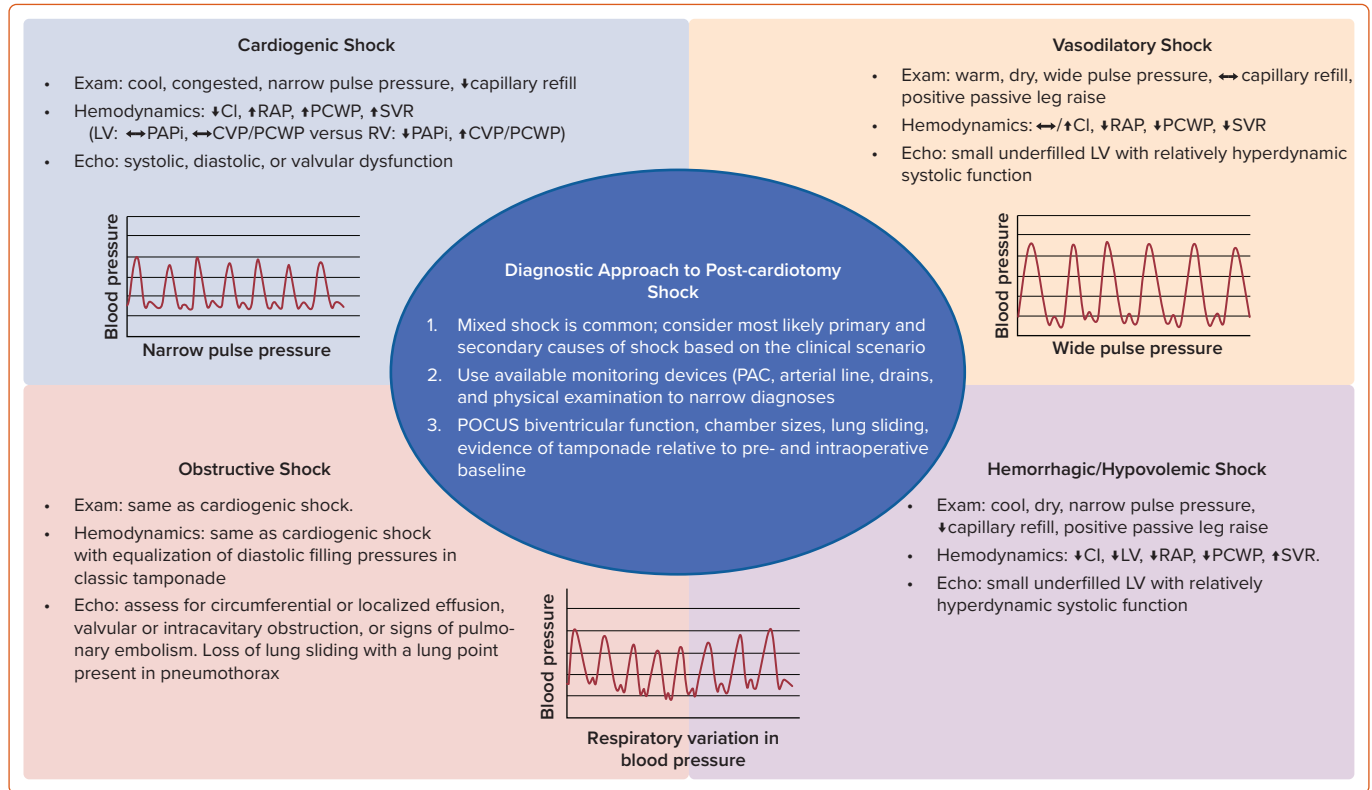 Cardiogenic Shock
• Exam: cool, congested, narrow pulse pressure, ↓capillary refill
• Hemodynamics: ↓CI, ↑RAP, ↑PCWP, ↑SVR
(LV: ↔PAPi, ↔CVP/PCWP versus RV: ↓PAPi, ↑CVP/PCWP)
• Echo: systolic, diastolic, or valvular dysfunction
Blood pressure
Narrow pulse pressure
Vasodilatory Shock
• Exam: warm, dry, wide pulse pressure, ↔ capillary refill,
positive passive leg raise
• Hemodynamics: ↔/↑CI, ↓RAP, ↓PCWP, ↓SVR
• Echo: small underfilled LV with relatively hyperdynamic
systolic function
Blood pressure
Wide pulse pressure
Diagnostic Approach to Post-cardiotomy
Shock
1. Mixed shock is common; consider most likely primary and
secondary causes of shock based on the clinical scenario
2. Use available monitoring devices (PAC, arterial line, drains,
and physical examination to narrow diagnoses
3. POCUS biventricular function, chamber sizes, lung sliding,
evidence of tamponade relative to pre- and intraoperative
baseline
Obstructive Shock
• Exam: same as cardiogenic shock.
• Hemodynamics: same as cardiogenic shock
with equalization of diastolic filling pressures in
classic tamponade
• Echo: assess for circumferential or localized effusion,
valvular or intracavitary obstruction, or signs of pulmo-
nary embolism. Loss of lung sliding with a lung point
present in pneumothorax
Blood pressure
Respiratory variation in
blood pressure
Hemorrhagic/Hypovolemic Shock
• Exam: cool, dry, narrow pulse pressure,
↓capillary refill, positive passive leg raise
• Hemodynamics: ↓CI, ↓LV, ↓RAP, ↓PCWP, ↑SVR.
• Echo: small underfilled LV with relatively
hyperdynamic systolic function